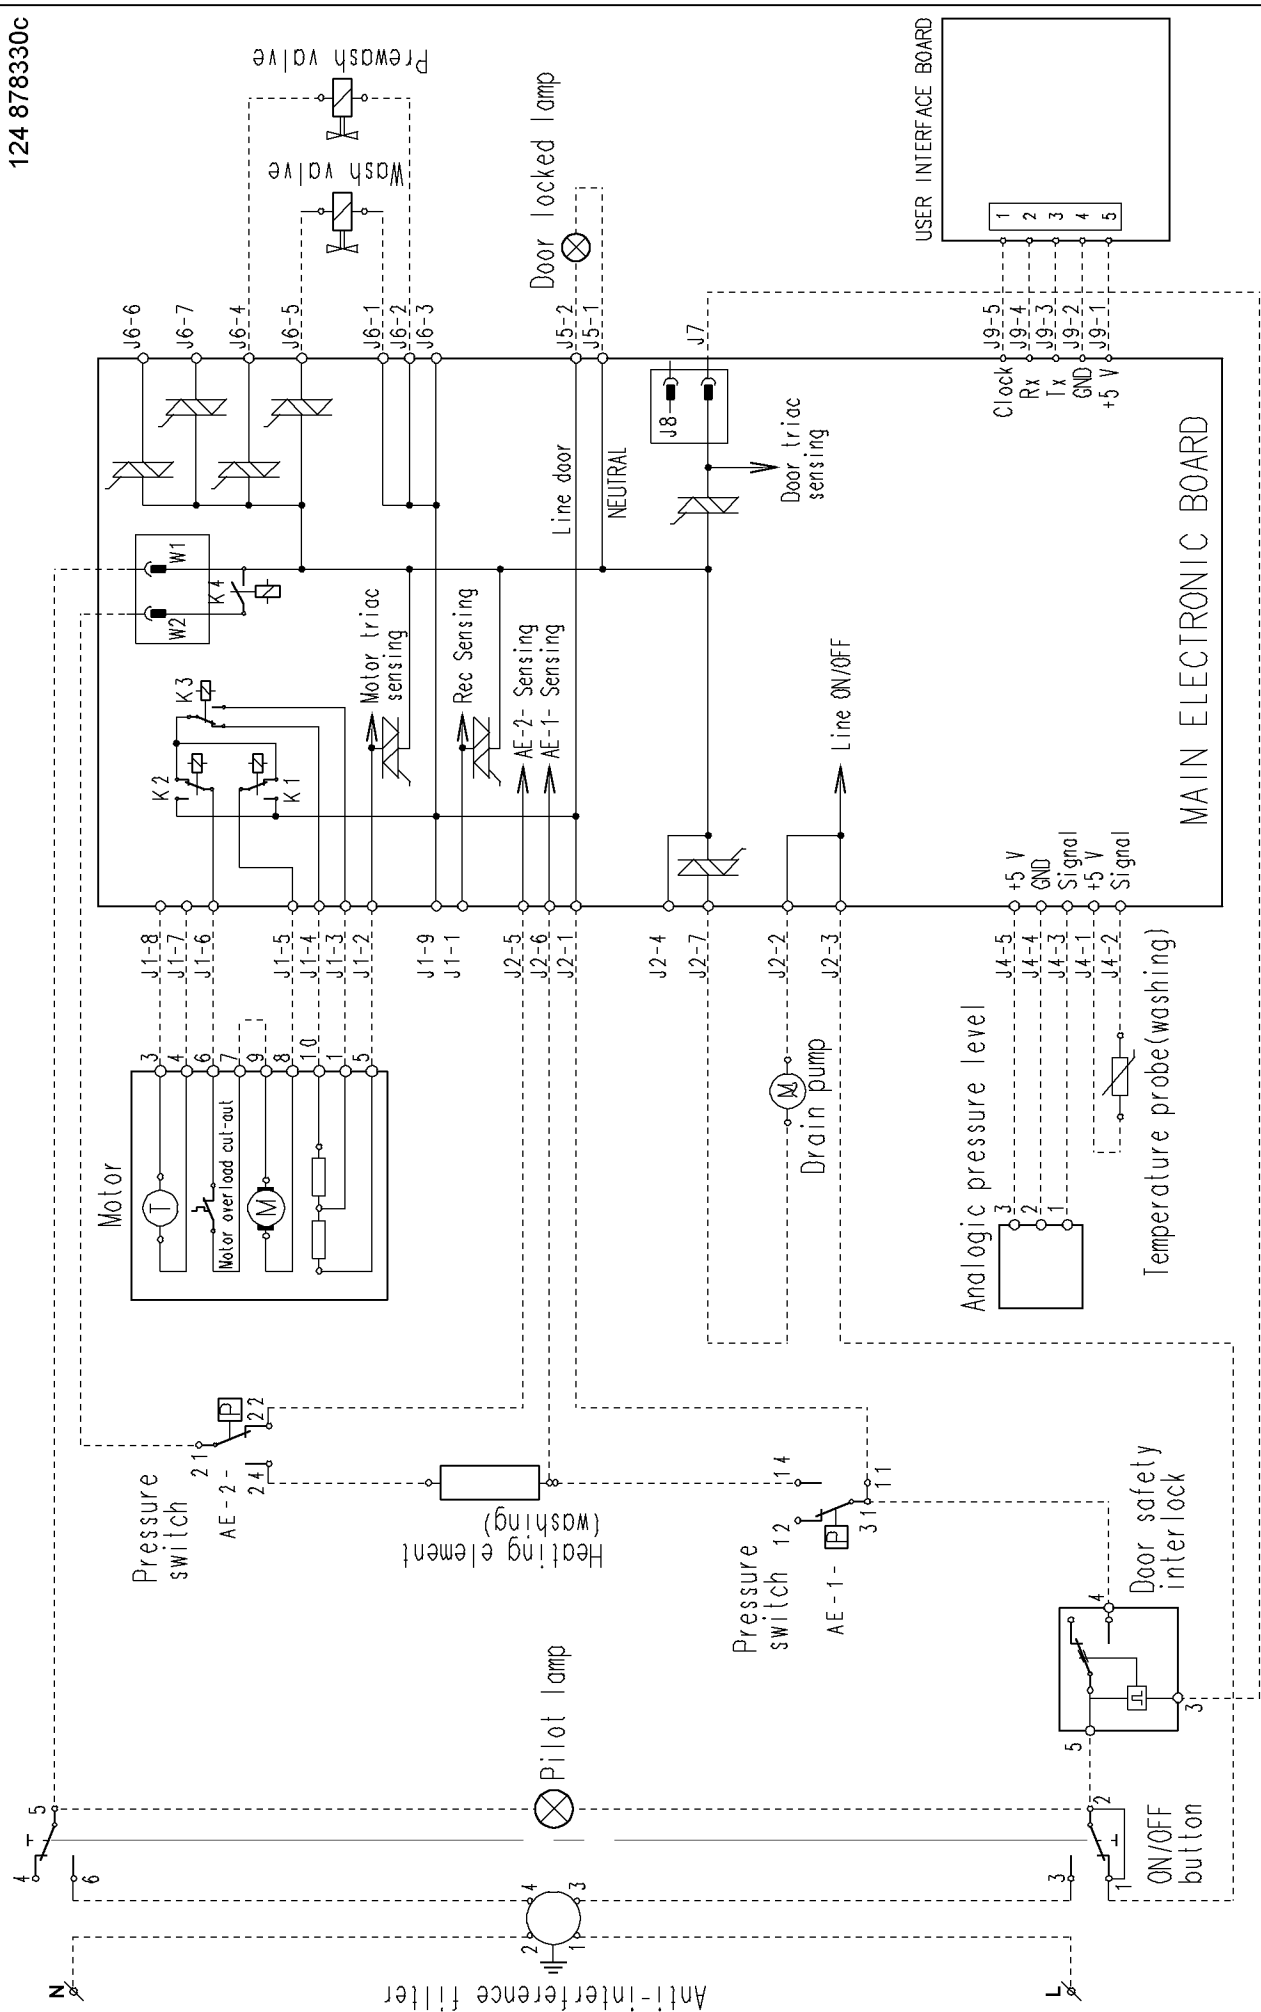 124 878330c
Prewash valve
Wash valve
Door locked lamp
USER INTERFACE BOARD
1
2
3
4
5
J6-6
J6-7
J6-4
J6-5
J6-1
J6-2
J6-3
J5-2
J5-1
J7
J9-5
J9-4
J9-3
J9-2
J9-1
Clock
Rx
Tx
GND
+5 V
J8
Line door
NEUTRAL
Door triac
sensing
W1
W2
K4
K3
K2
K1
Motor triac
sensing
Rec Sensing
AE-2- Sensing
AE-1- Sensing
Line ON/OFF
MAIN ELECTRONIC BOARD
+5 V
GND
Signal
+5 V
Signal
J1-8
J1-7
J1-6
J1-5
J1-4
J1-3
J1-2
J1-9
J1-1
J2-5
J2-6
J2-1
J2-4
J2-7
J2-2
J2-3
J4-5
J4-4
J4-3
J4-1
J4-2
Motor
3
4
6
7
9
8
10
1
5
T
Motor overload cut-out
M
M
Drain pump
Analogic pressure level
3
2
1
Temperature probe(washing)
Pressure
switch
AE-2-
P
21
22
24
Heating element
(washing)
Pressure
switch
AE-1-
P
12
14
11
31
Door safety
interlock
4
5
3
Pilot lamp
5
4
6
2
3
1
ON/OFF
button
4
3
2
1
Anti-interference filter
N
L